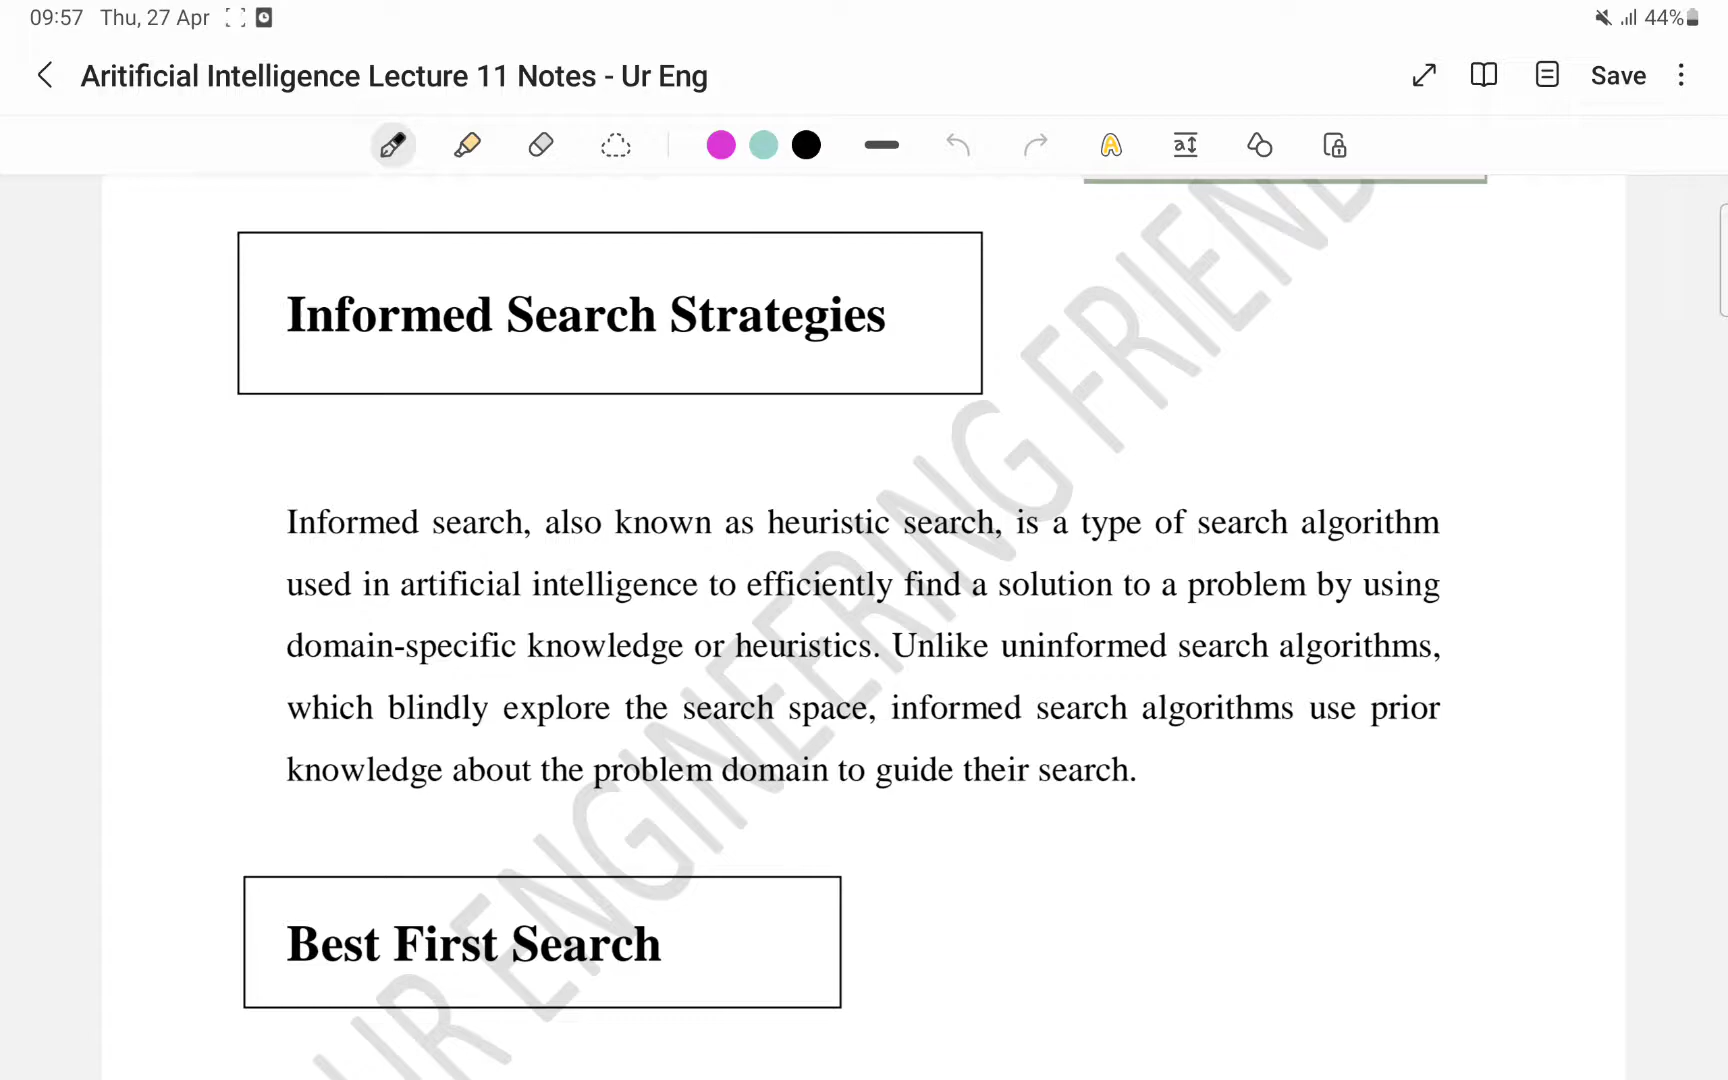 09:57 Thu, 27 Apr
44%
Aritificial Intelligence Lecture 11 Notes - Ur Eng
Save
Informed Search Strategies
Informed search, also known as heuristic search, is a type of search algorithm
used in artificial intelligence to efficiently find a solution to a problem by using
domain-specific knowledge or heuristics. Unlike uninformed search algorithms,
which blindly explore the search space, informed search algorithms use prior
knowledge about the problem domain to guide their search.
Best First Search
UR ENGINEERING FRIEND